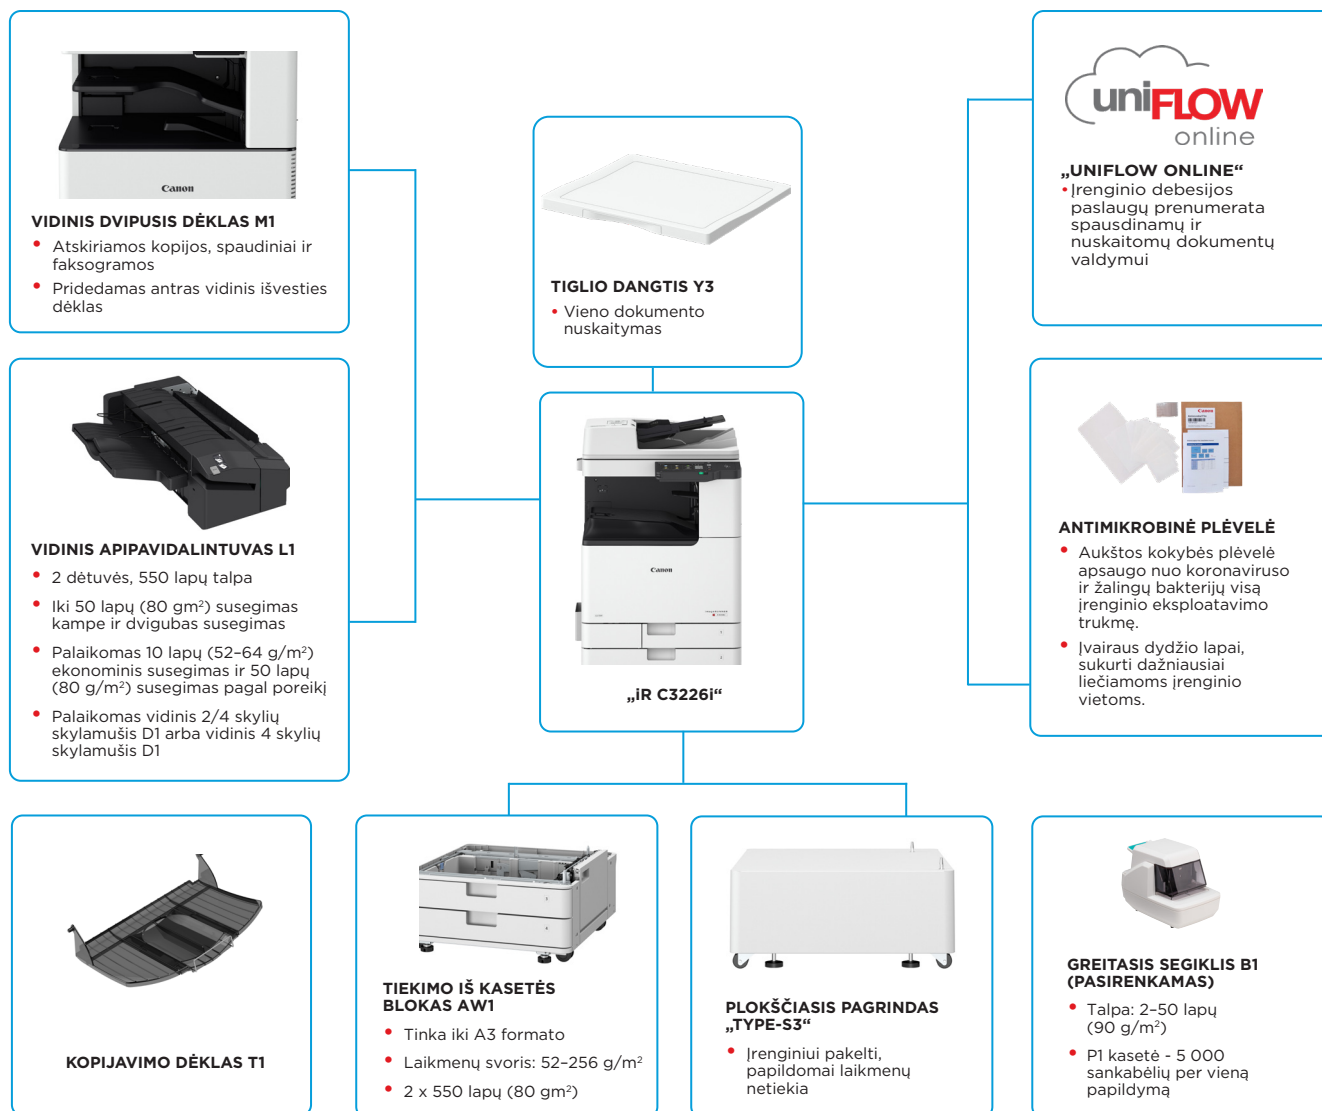 Canon
VIDINIS DVIPUSIS DĖKLAS M1
• Atskiriamos kopijos, spaudiniai ir
faksogramos
• Pridedamas antras vidinis išvesties
dėklas
TIGLIO DANGTIS Y3
• Vieno dokumento
nuskaitymas
uniFLOW
online
„UNIFLOW ONLINE“
• Įrenginio debesijos
paslaugų prenumerata
spausdinamų ir
nuskaitomų dokumentų
valdymui
VIDINIS APIPAVIDALINTUVAS L1
• 2 dėtuvės, 550 lapų talpa
• Iki 50 lapų (80 gm²) susegimas
kampe ir dvigubas susegimas
• Palaikomas 10 lapų (52–64 g/m²)
ekonominis susegimas ir 50 lapų
(80 g/m²) susegimas pagal poreikį
• Palaikomas vidinis 2/4 skylių
skylamušis D1 arba vidinis 4 skylių
skylamušis D1
Canon
„iR C3226i“
Canon
ANTIMIKROBINĖ PLĖVELĖ
• Aukštos kokybės plėvelė
apsaugo nuo koronaviruso
ir žalingų bakterijų visą
įrenginio eksploatavimo
trukmę.
• Įvairaus dydžio lapai,
sukurti dažniausiai
liečiamoms įrenginio
vietoms.
KOPIJAVIMO DĖKLAS T1
TIEKIMO IŠ KASETĖS
BLOKAS AW1
• Tinka iki A3 formato
• Laikmenų svoris: 52–256 g/m²
• 2 x 550 lapų (80 gm²)
PLOKŠČIASIS PAGRINDAS
„TYPE-S3“
• Įrenginiui pakelti,
papildomai laikmenų
netiekia
GREITASIS SEGIKLIS B1
(PASIRENKAMAS)
• Talpa: 2–50 lapų
(90 g/m²)
• P1 kasetė - 5 000
sankabėlių per vieną
papildymą